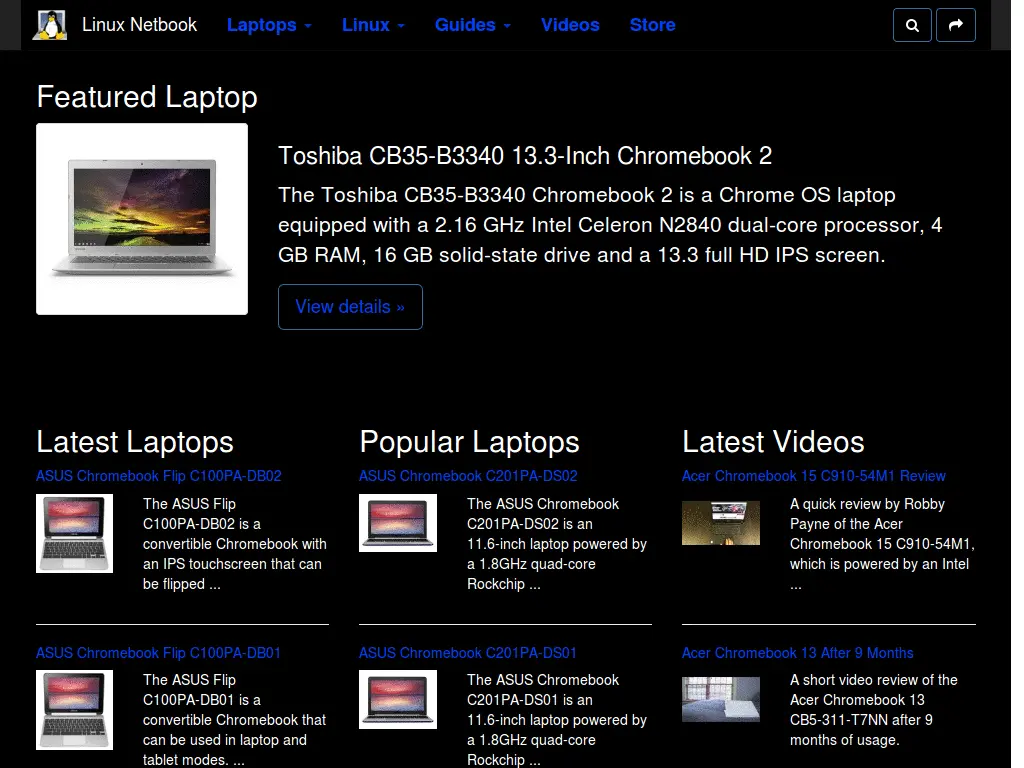 Linux Netbook Laptops Linux Guides Videos Store
Featured Laptop
Toshiba CB35-B3340 13.3-Inch Chromebook 2
The Toshiba CB35-B3340 Chromebook 2 is a Chrome OS laptop
equipped with a 2.16 GHz Intel Celeron N2840 dual-core processor, 4
GB RAM, 16 GB solid-state drive and a 13.3 full HD IPS screen.
View details »
Latest Laptops
ASUS Chromebook Flip C100PA-DB02
The ASUS Flip
C100PA-DB02 is a
convertible Chromebook with
an IPS touchscreen that can
be flipped ...
ASUS Chromebook Flip C100PA-DB01
The ASUS Flip
C100PA-DB01 is a
convertible Chromebook that
can be used in laptop and
tablet modes. ...
Popular Laptops
ASUS Chromebook C201PA-DS02
The ASUS Chromebook
C201PA-DS02 is an
11.6-inch laptop powered by
a 1.8GHz quad-core
Rockchip ...
ASUS Chromebook C201PA-DS01
The ASUS Chromebook
C201PA-DS01 is an
11.6-inch laptop powered by
a 1.8GHz quad-core
Rockchip ...
Latest Videos
Acer Chromebook 15 C910-54M1 Review
A quick review by Robby
Payne of the Acer
Chromebook 15 C910-54M1,
which is powered by an Intel
...
Acer Chromebook 13 After 9 Months
A short video review of the
Acer Chromebook 13
CB5-311-T7NN after 9
months of usage.